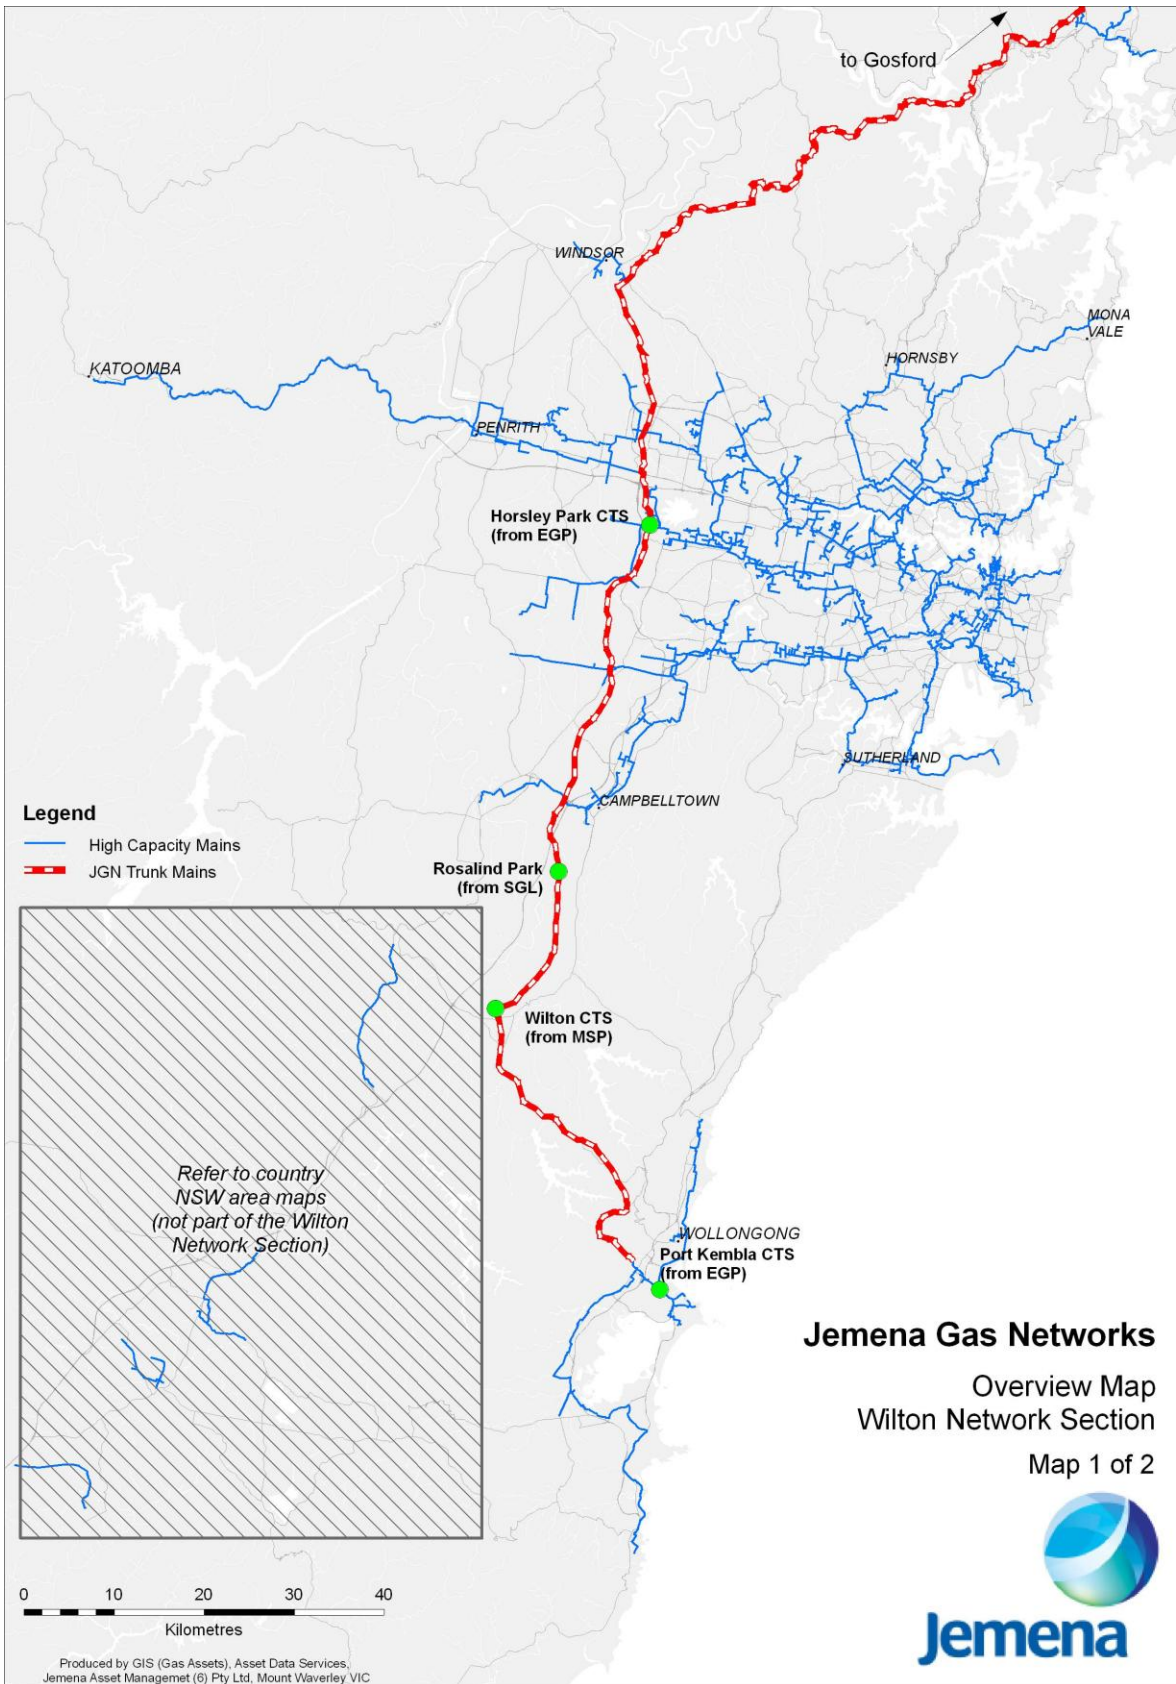 to Gosford
WINDSOR
MONA
VALE
HORNSBY
KATOOMBA
PENRITH
Horsley Park CTS
(from EGP)
SUTHERLAND
CAMPBELLTOWN
Legend
High Capacity Mains
JGN Trunk Mains
Rosalind Park
(from SGL)
Wilton CTS
(from MSP)
Refer to country
NSW area maps
(not part of the Wilton
Network Section)
WOLLONGONG
Port Kembla CTS
(from EGP)
Jemena Gas Networks
Overview Map
Wilton Network Section
Map 1 of 2
0 10 20 30 40
Kilometres
Jemena
Produced by GIS (Gas Assets), Asset Data Services,
Jemena Asset Managemet (6) Pty Ltd, Mount Waverley VIC